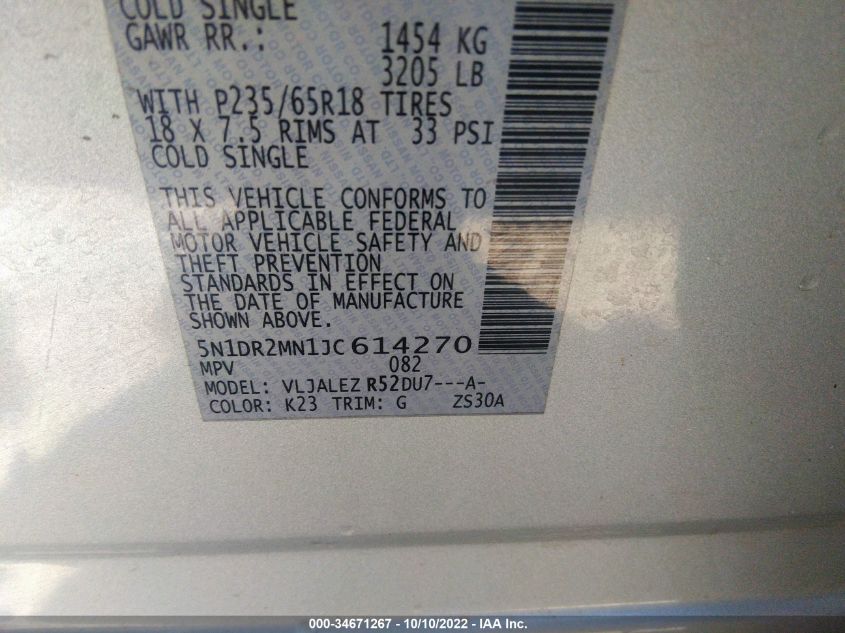 COLD SINGLE
GAWR RR.: 1454 KG
3205 LB
WITH P235/65R18 TIRES
18 X 7.5 RIMS AT 33 PSI
COLD SINGLE
THIS VEHICLE CONFORMS TO
ALL APPLICABLE FEDERAL
MOTOR VEHICLE SAFETY AND
THEFT PREVENTION
STANDARDS IN EFFECT ON
THE DATE OF MANUFACTURE
SHOWN ABOVE.
5N1DR2MN1JC614270
MPV 082
MODEL: VLJALEZ R52DU7---A-
COLOR: K23 TRIM: G ZS30A
000-34671267 - 10/10/2022 - IAA Inc.